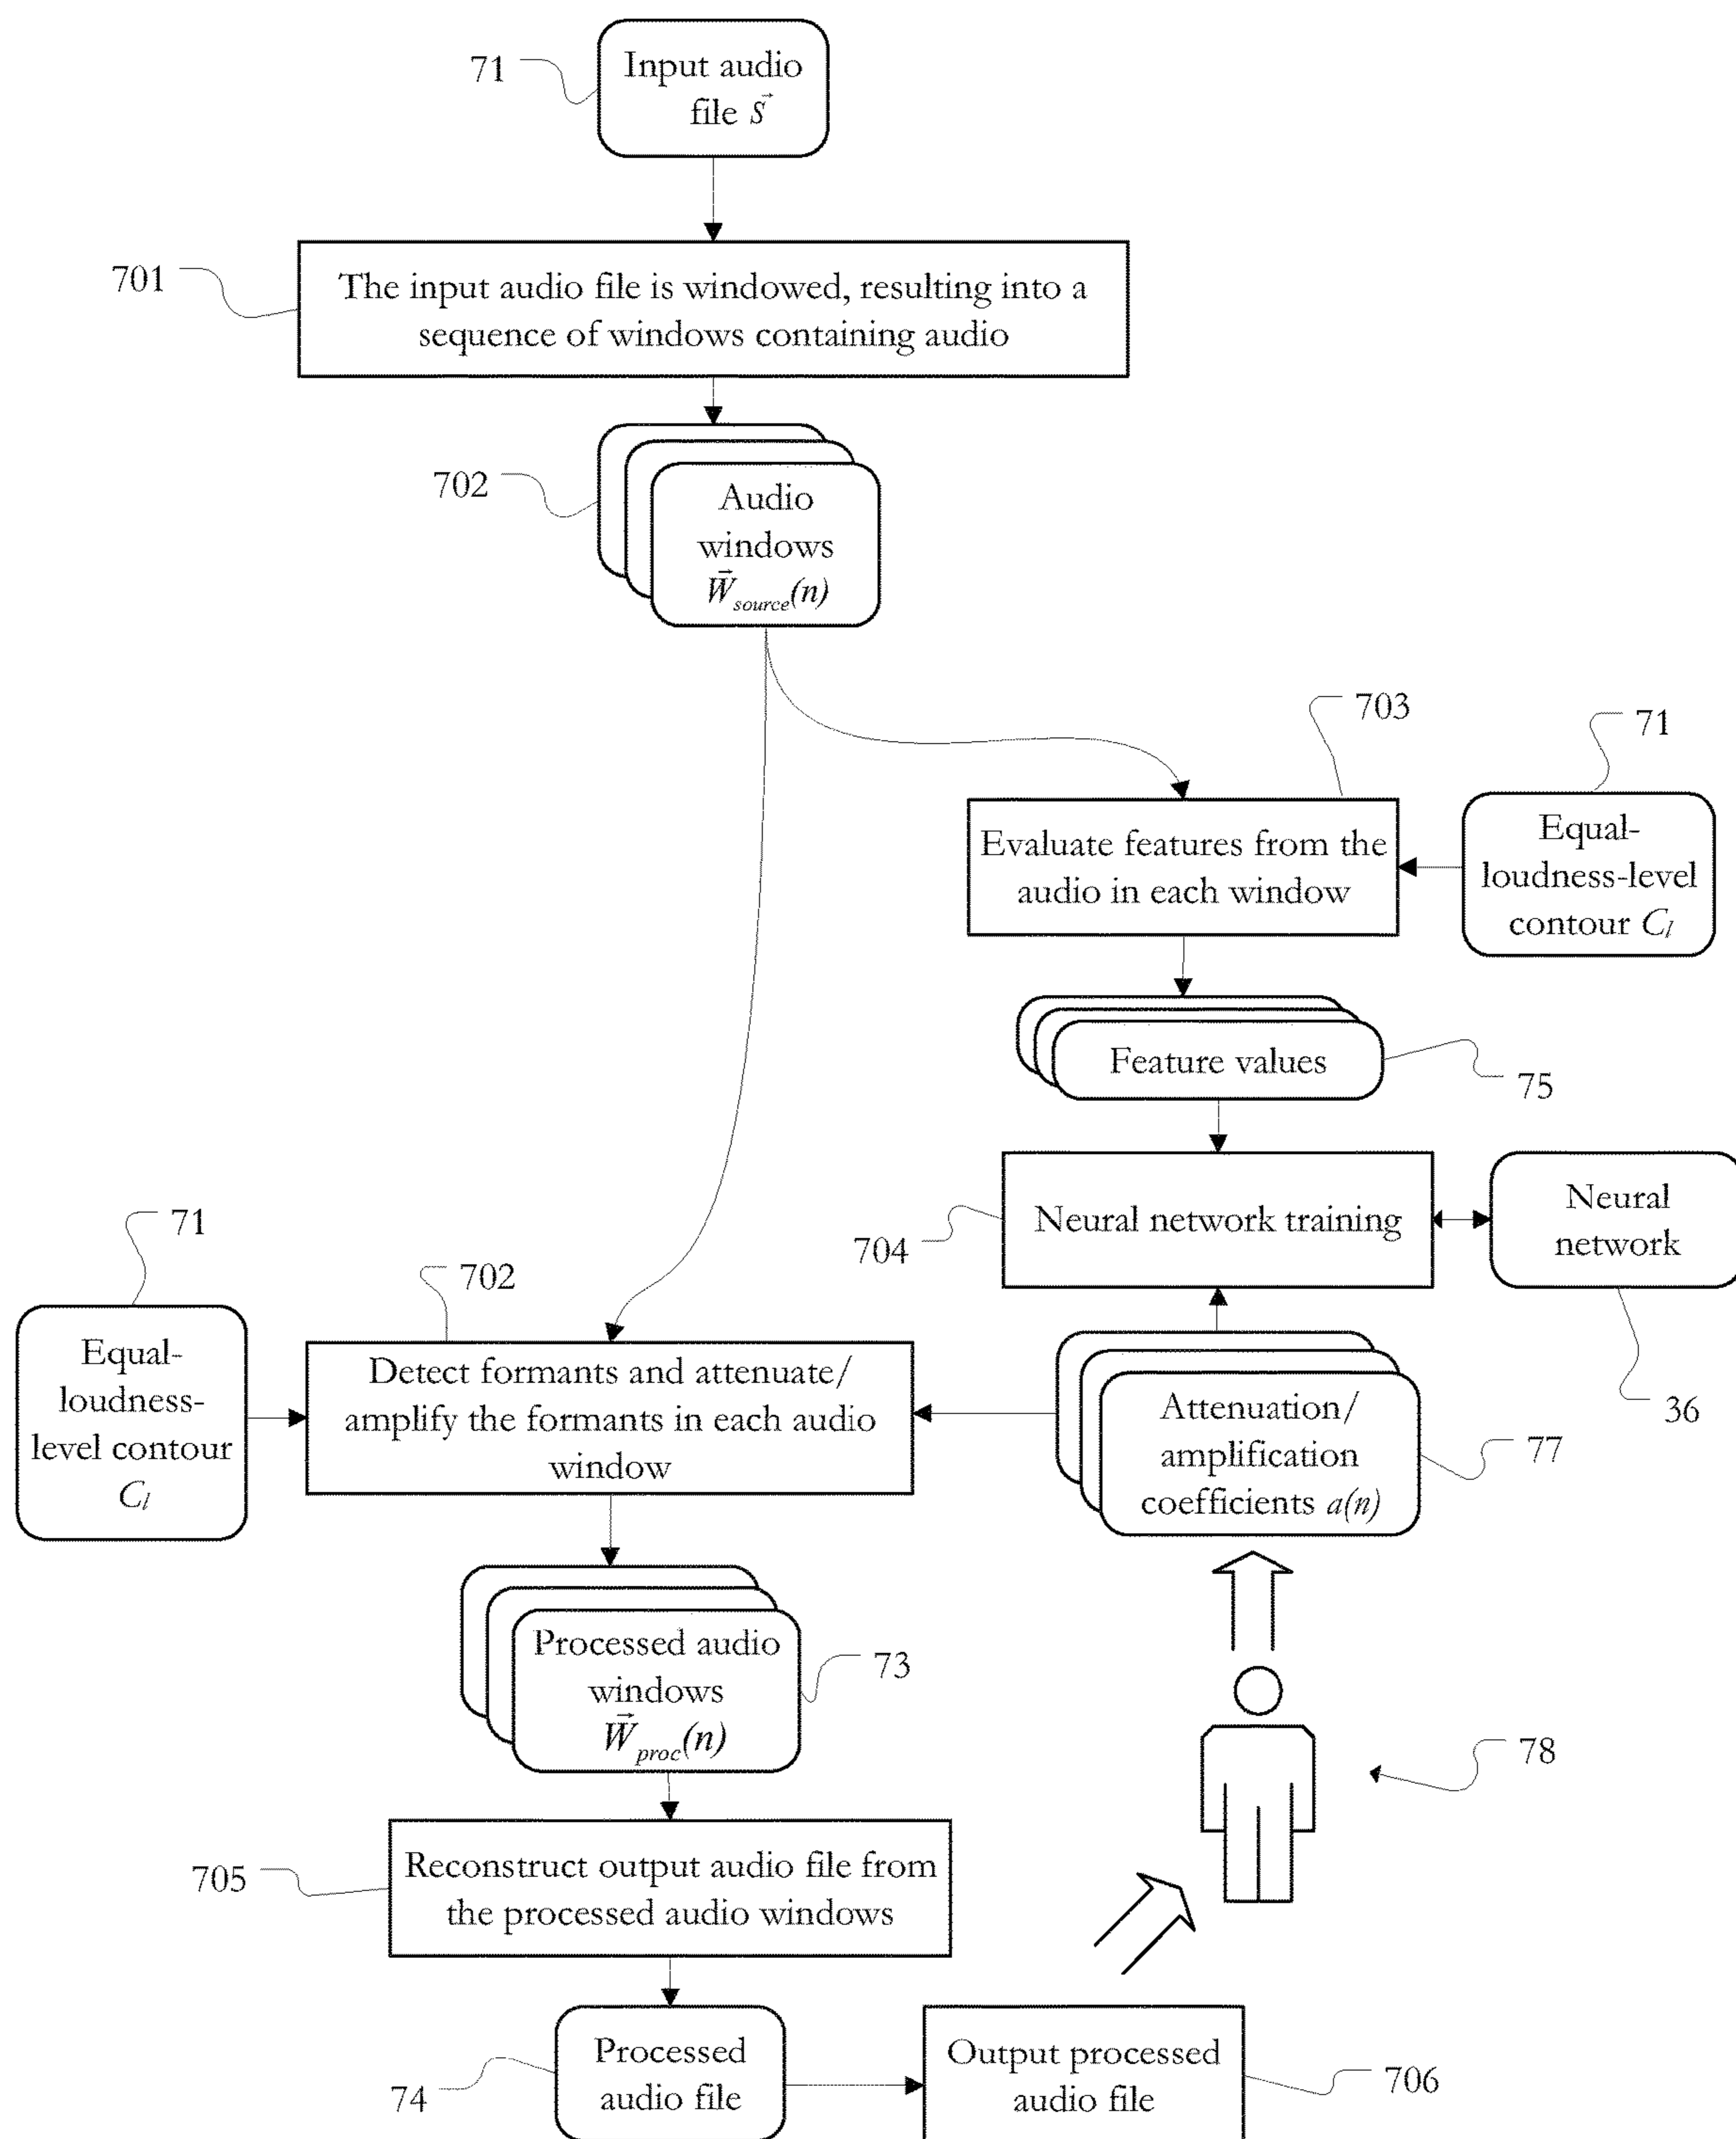 71
Input audio
file S⃗
701
The input audio file is windowed, resulting into a
sequence of windows containing audio
702
Audio
windows
W⃗source(n)
703
71
Evaluate features from the
audio in each window
Equal-
loudness-level
contour Cl
Feature values
75
704
Neural network training
Neural
network
36
71
702
Equal-
loudness-
level contour
Cl
Detect formants and attenuate/
amplify the formants in each audio
window
Attenuation/
amplification
coefficients a(n)
77
Processed audio
windows
W⃗proc(n)
73
78
705
Reconstruct output audio file from
the processed audio windows
74
Processed
audio file
Output processed
audio file
706